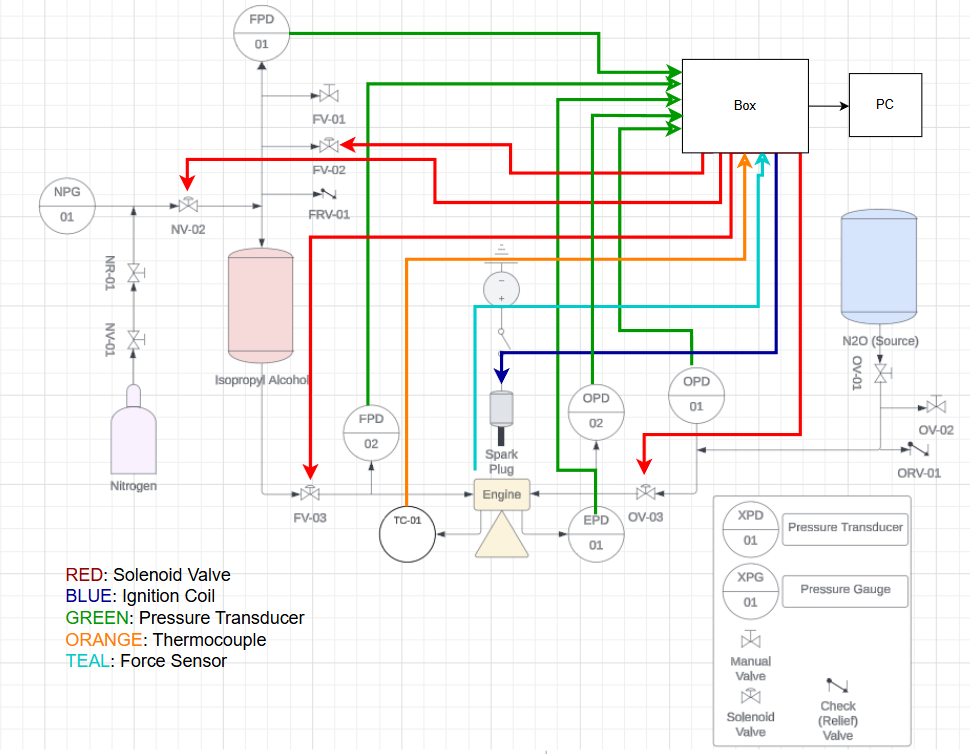 FPD
01
Box
PC
FV-01
FV-02
NPG
01
NV-02
FRV-01
NR-01
NV-01
−
+
N2O (Source)
OV-01
Isopropyl Alcohol
OPD
01
OPD
02
FPD
02
OV-02
Spark
Plug
ORV-01
Nitrogen
Engine
FV-03
OV-03
TC-01
EPD
01
XPD
01
Pressure Transducer
XPG
01
Pressure Gauge
Manual
Valve
Solenoid
Valve
Check
(Relief)
Valve
RED: Solenoid Valve
BLUE: Ignition Coil
GREEN: Pressure Transducer
ORANGE: Thermocouple
TEAL: Force Sensor